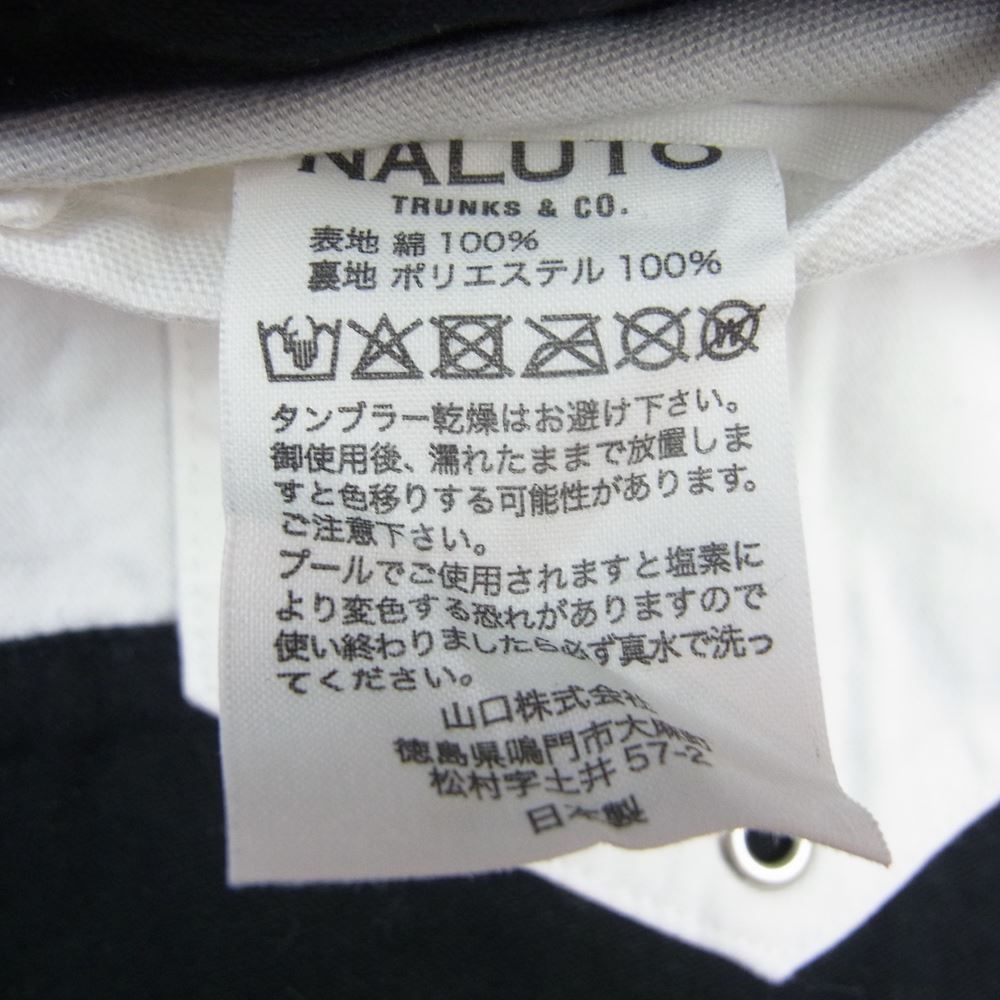 NALUTO
TRUNKS & CO.
表地 綿 100%
裏地 ポリエステル 100%
W
タンブラー乾燥はお避け下さい。
御使用後、濡れたままで放置しま
すと色移りする可能性があります。
ご注意下さい。
プールでご使用されますと塩素に
より変色する恐れがありますので
使い終わりましたら必ず真水で洗っ
てください。
山口株式会社
徳島県鳴門市大麻町
松村字土井 57-2
日本製